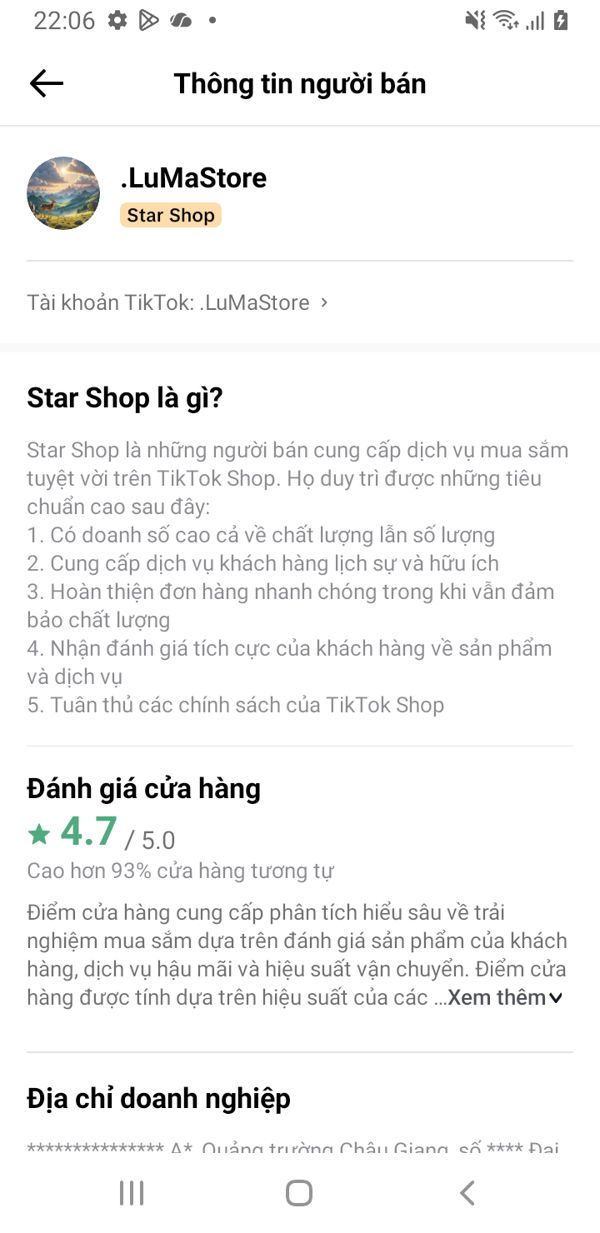 22:06
Thông tin người bán
.LuMaStore
Star Shop
Tài khoản TikTok: .LuMaStore ›
Star Shop là gì?
Star Shop là những người bán cung cấp dịch vụ mua sắm
tuyệt vời trên TikTok Shop. Họ duy trì được những tiêu
chuẩn cao sau đây:
1. Có doanh số cao cả về chất lượng lẫn số lượng
2. Cung cấp dịch vụ khách hàng lịch sự và hữu ích
3. Hoàn thiện đơn hàng nhanh chóng trong khi vẫn đảm
bảo chất lượng
4. Nhận đánh giá tích cực của khách hàng về sản phẩm
và dịch vụ
5. Tuân thủ các chính sách của TikTok Shop
Đánh giá cửa hàng
4.7 / 5.0
Cao hơn 93% cửa hàng tương tự
Điểm cửa hàng cung cấp phân tích hiểu sâu về trải
nghiệm mua sắm dựa trên đánh giá sản phẩm của khách
hàng, dịch vụ hậu mãi và hiệu suất vận chuyển. Điểm cửa
hàng được tính dựa trên hiệu suất của các ...Xem thêm
Địa chỉ doanh nghiệp
*************** A*, Quảng trường Châu Giang, số **** Đại